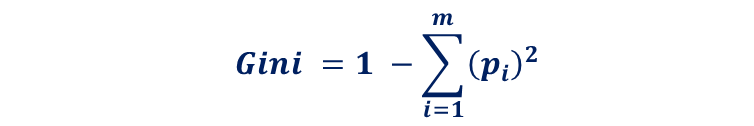 Gini = 1 − ∑_{i=1}^{m} (p_i)^2